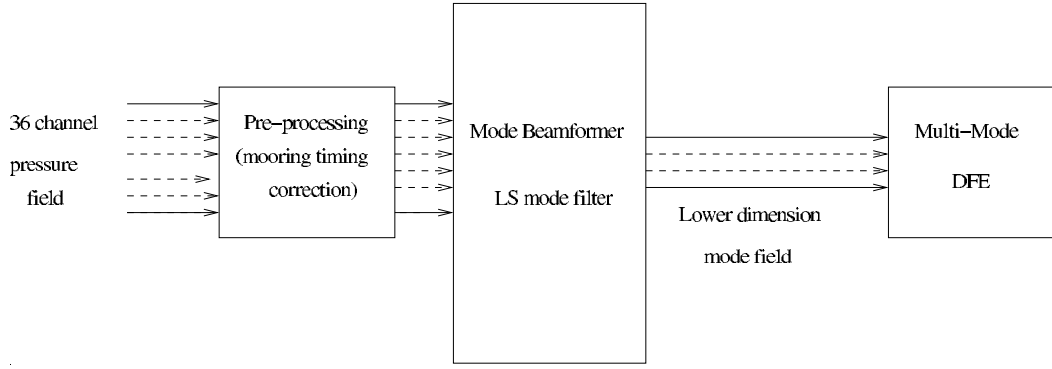 36 channel
pressure
field
Pre-processing
(mooring timing
correction)
Mode Beamformer
LS mode filter
Lower dimension
mode field
Multi-Mode
DFE